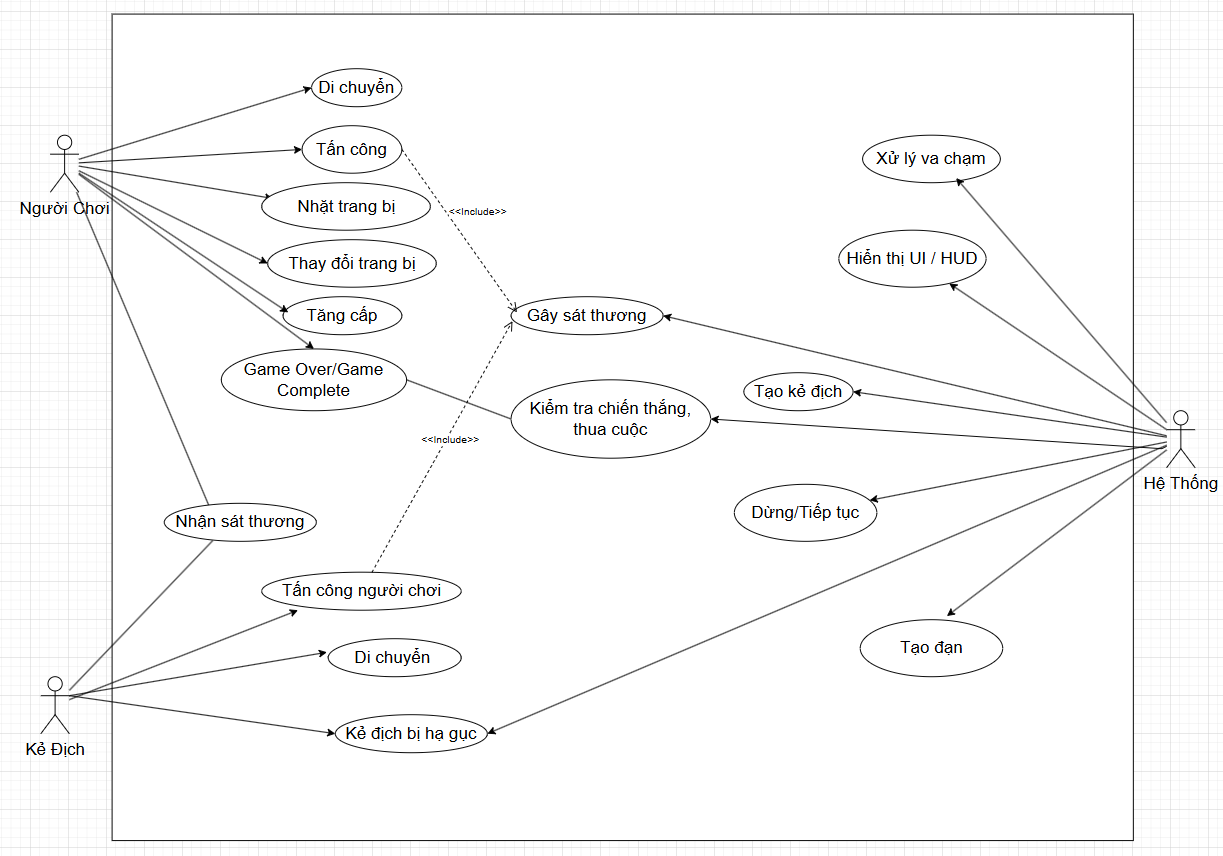 Di chuyển
Tấn công
Xử lý va chạm
Người Chơi
Nhặt trang bị
<<Include>>
Thay đổi trang bị
Hiển thị UI / HUD
Tăng cấp
Gây sát thương
Game Over/Game
Complete
Tạo kẻ địch
Kiểm tra chiến thắng,
thua cuộc
<<Include>>
Hệ Thống
Nhận sát thương
Dừng/Tiếp tục
Tấn công người chơi
Di chuyển
Tạo đạn
Kẻ địch bị hạ gục
Kẻ Địch